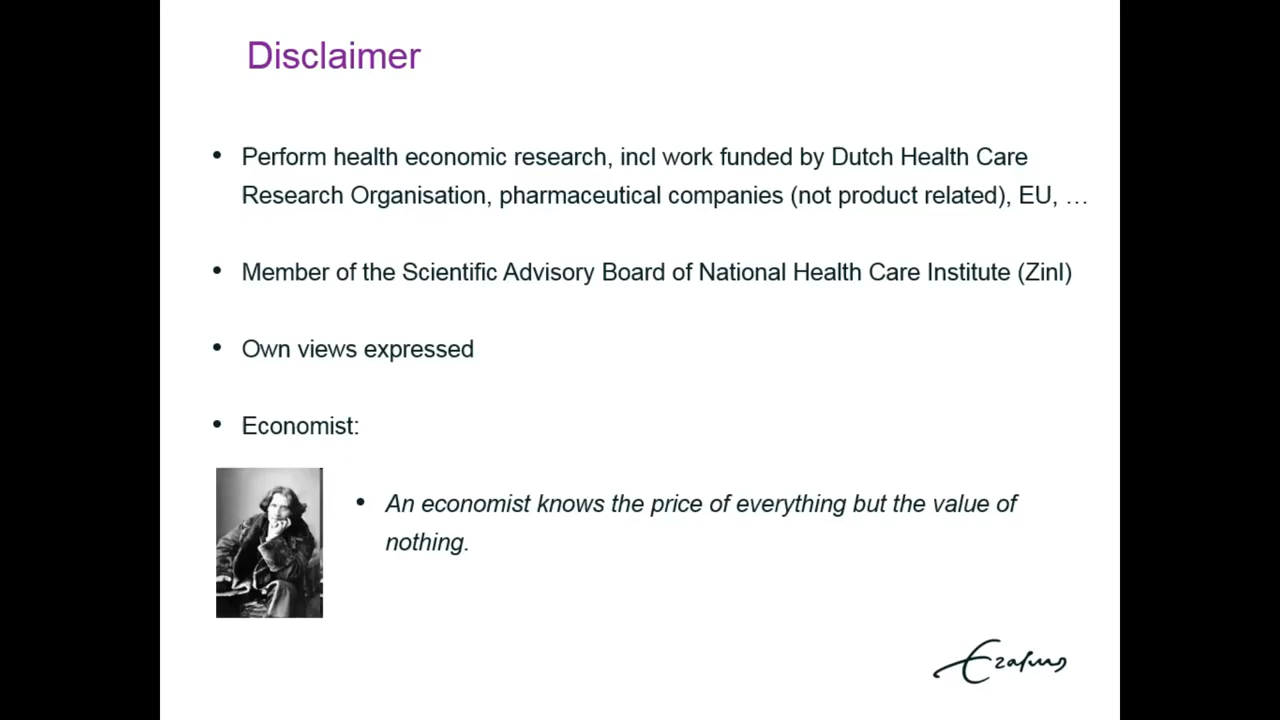 Disclaimer
• Perform health economic research, incl work funded by Dutch Health Care
Research Organisation, pharmaceutical companies (not product related), EU, …
• Member of the Scientific Advisory Board of National Health Care Institute (Zinl)
• Own views expressed
• Economist:
• An economist knows the price of everything but the value of
nothing.
Erasmus